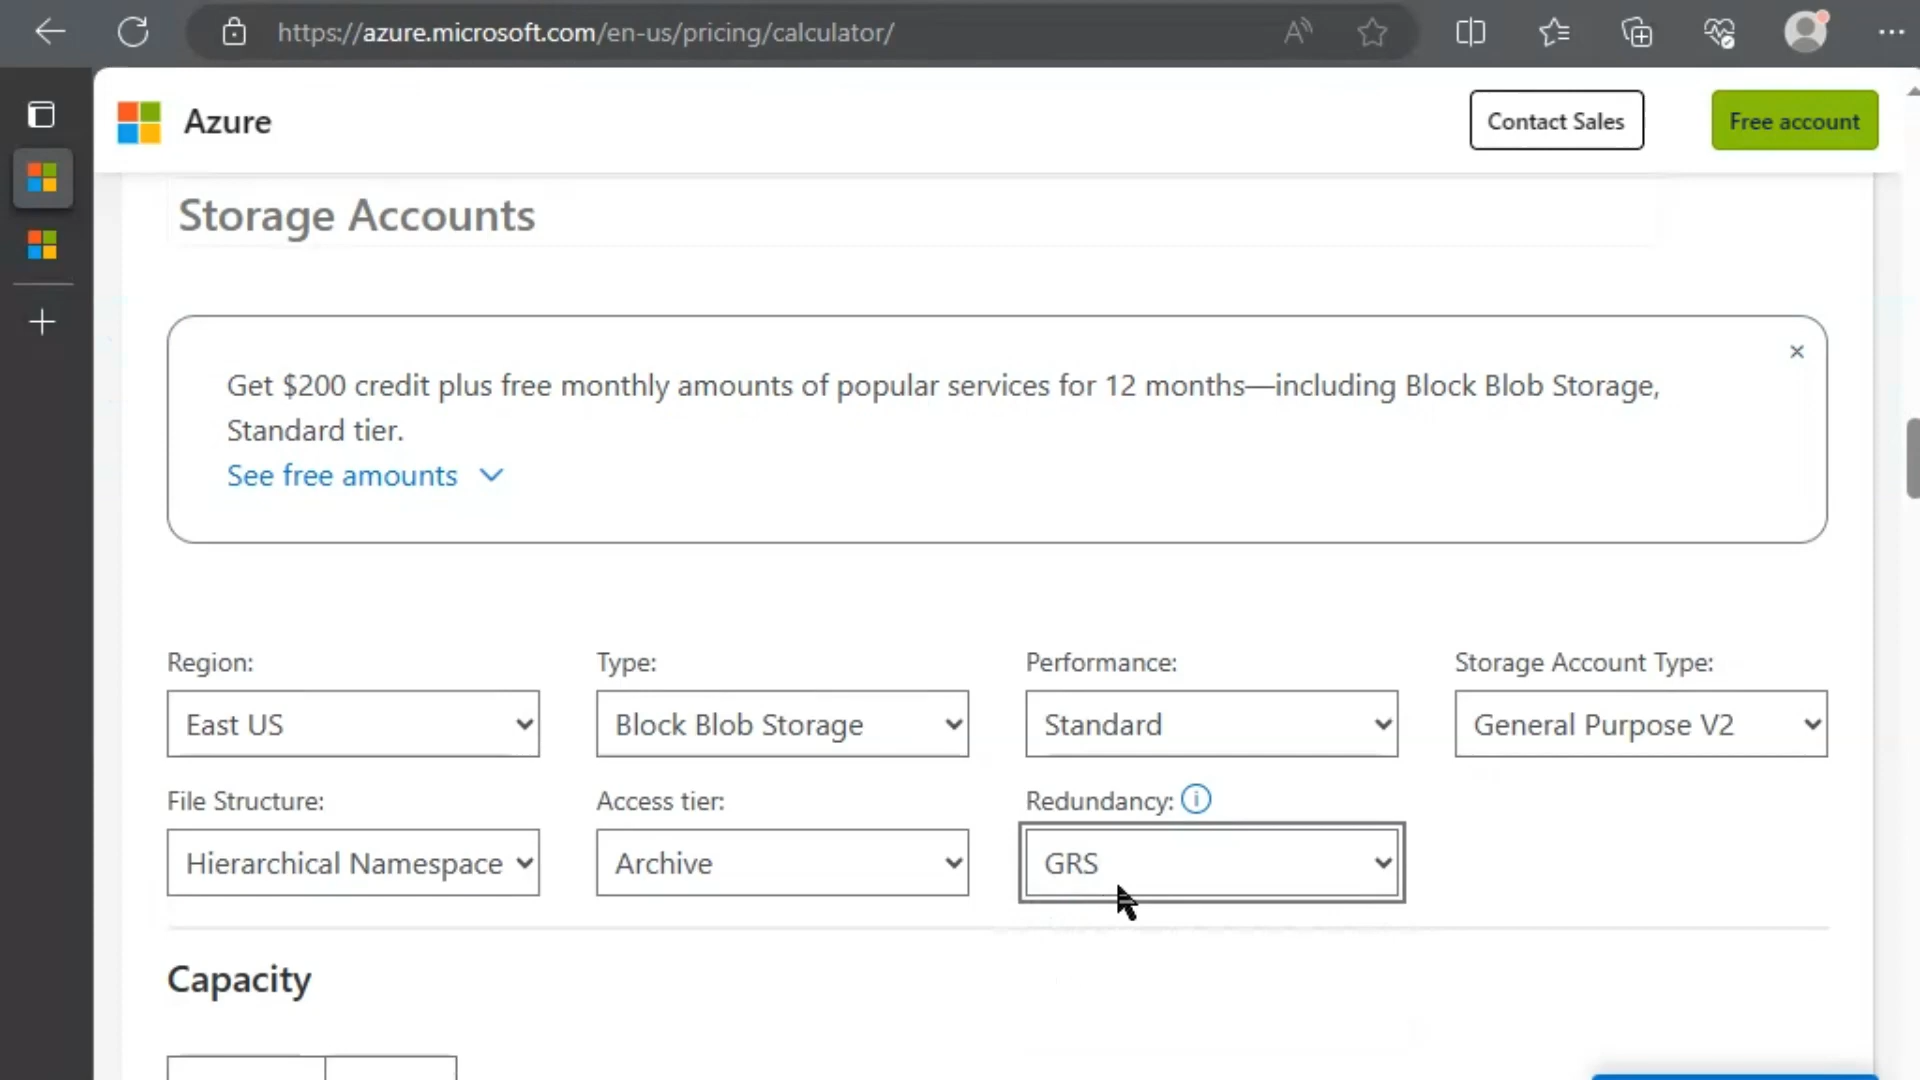 https://azure.microsoft.com/en-us/pricing/calculator/
Azure
Contact Sales
Free account
Storage Accounts
Get $200 credit plus free monthly amounts of popular services for 12 months—including Block Blob Storage,
Standard tier.
See free amounts
Region:
Type:
Performance:
Storage Account Type:
East US
Block Blob Storage
Standard
General Purpose V2
File Structure:
Access tier:
Redundancy:
Hierarchical Namespace
Archive
GRS
Capacity